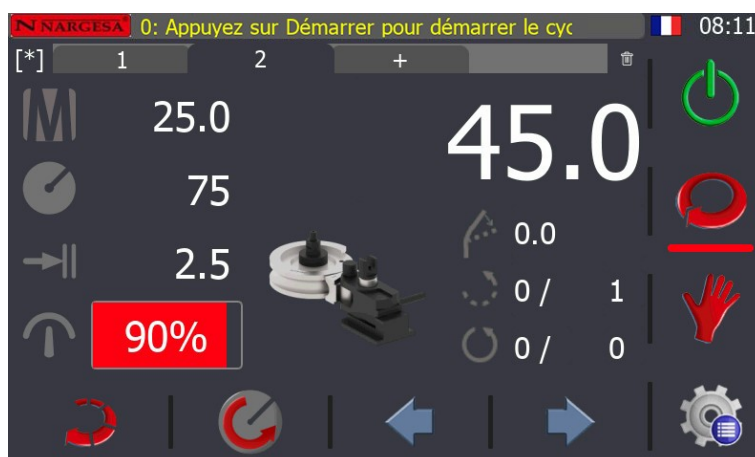 N NARGESA® 0: Appuyez sur Démarrer pour démarrer le cyc 08:11
[*] 1 2 +
25.0 45.0
75
0.0
2.5
0 / 1
90%
0 / 0